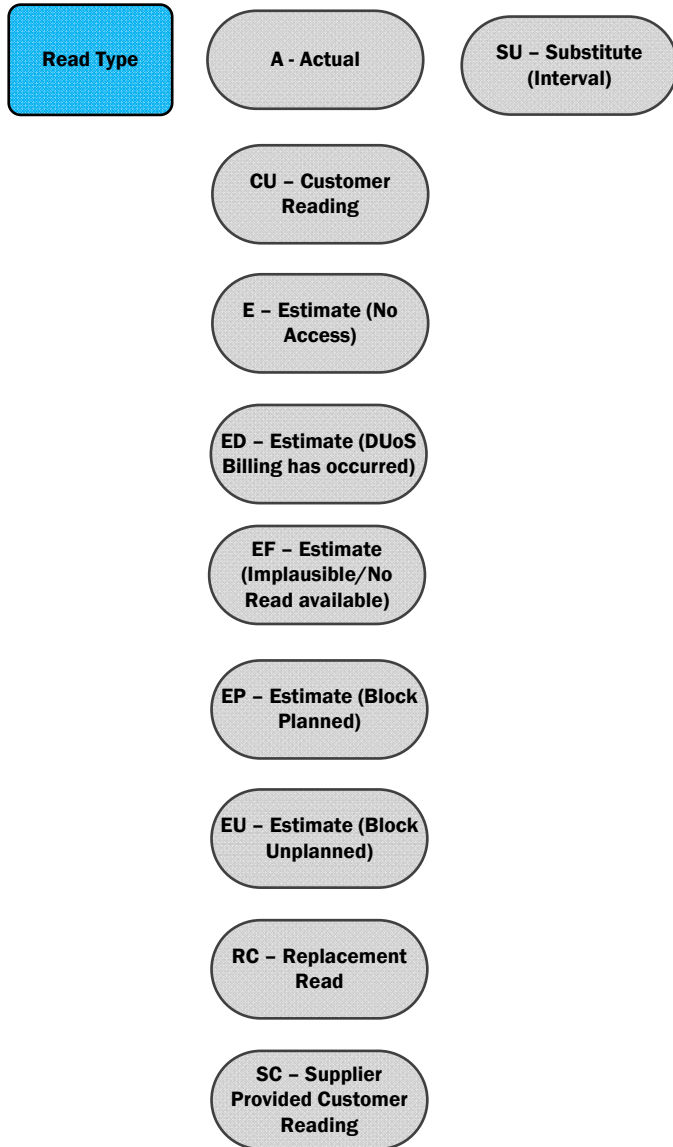 Read Type
A - Actual
SU – Substitute
(Interval)
CU – Customer
Reading
E – Estimate (No
Access)
ED – Estimate (DUoS
Billing has occurred)
EF – Estimate
(Implausible/No
Read available)
EP – Estimate (Block
Planned)
EU – Estimate (Block
Unplanned)
RC – Replacement
Read
SC – Supplier
Provided Customer
Reading